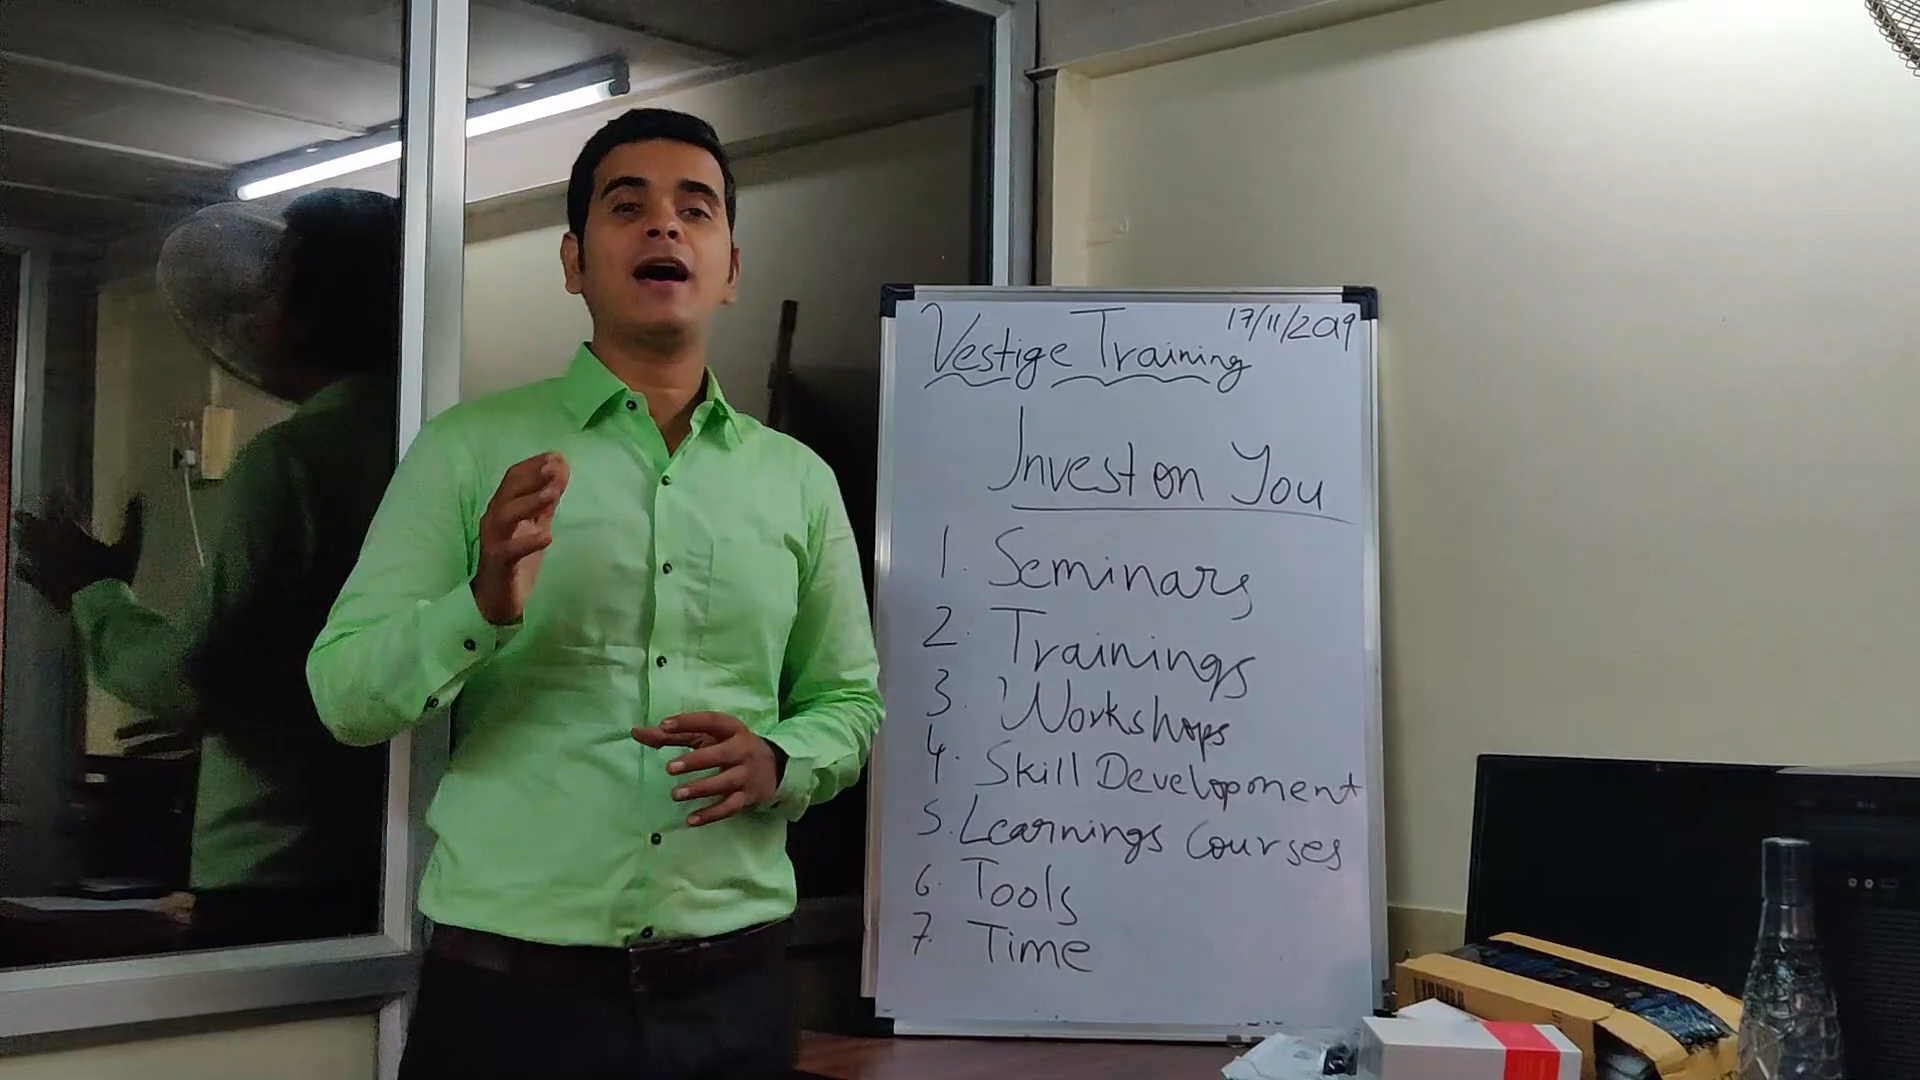 Vestige Training 17/11/2019
Invest on You
1. Seminars
2. Trainings
3. Workshops
4. Skill Development
5. Learnings Courses
6. Tools
7. Time